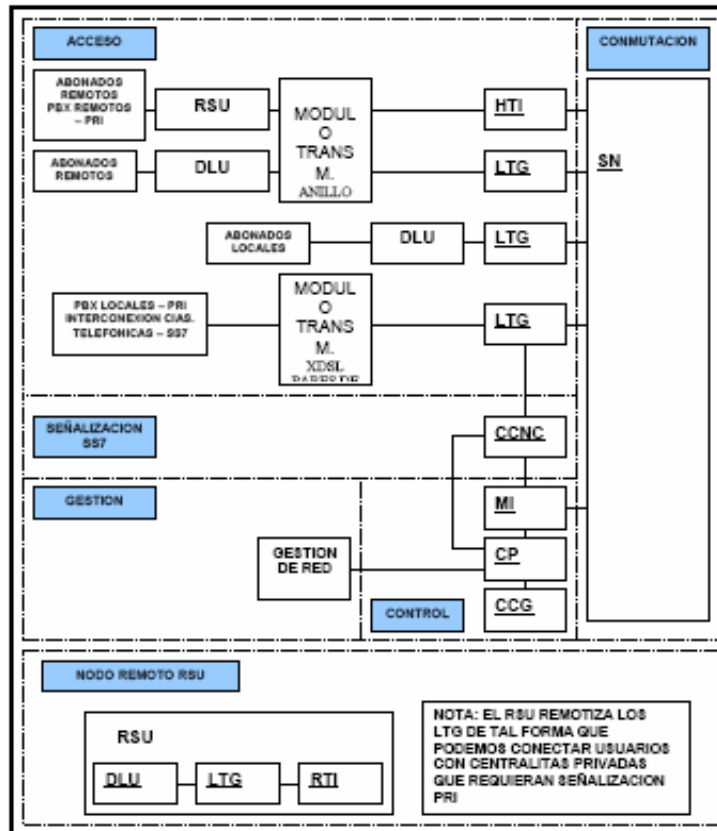 ACCESO
CONMUTACION
ABONADOS
REMOTOS
PBX REMOTOS
– PRI
RSU
MODUL
O
TRANS
M.
ANILLO
HTI
SN
ABONADOS
REMOTOS
DLU
LTG
ABONADOS
LOCALES
DLU
LTG
PBX LOCALES – PRI
INTERCONEXION CIAS.
TELEFONICAS – SS7
MODUL
O
TRANS
M.
XDSL
PARES DE
LTG
SEÑALIZACION
SS7
CCNC
GESTION
MI
GESTION
DE RED
CP
CONTROL
CCG
NODO REMOTO RSU
RSU
DLU
LTG
RTI
NOTA: EL RSU REMOTIZA LOS
LTG DE TAL FORMA QUE
PODEMOS CONECTAR USUARIOS
CON CENTRALITAS PRIVADAS
QUE REQUIERAN SEÑALIZACION
PRI